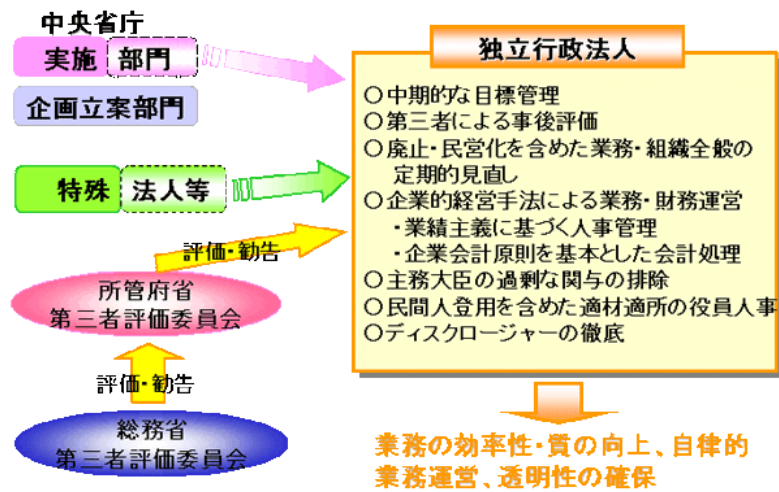 中央省庁
実施 部門
企画立案部門
特殊 法人等
評価・勧告
所管府省
第三者評価委員会
評価・勧告
総務省
第三者評価委員会
独立行政法人
○中期的な目標管理
○第三者による事後評価
○廃止・民営化を含めた業務・組織全般の
定期的見直し
○企業的経営手法による業務・財務運営
・業績主義に基づく人事管理
・企業会計原則を基本とした会計処理
○主務大臣の過剰な関与の排除
○民間人登用を含めた適材適所の役員人事
○ディスクロージャーの徹底
業務の効率性・質の向上、自律的
業務運営、透明性の確保